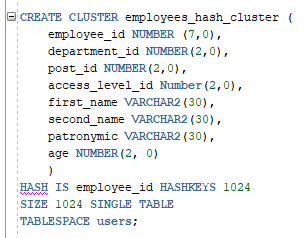 CREATE CLUSTER employees_hash_cluster (
employee_id NUMBER (7,0),
department_id NUMBER(2,0),
post_id NUMBER(2,0),
access_level_id Number(2,0),
first_name VARCHAR2(30),
second_name VARCHAR2(30),
patronymic VARCHAR2(30),
age NUMBER(2, 0)
)
HASH IS employee_id HASHKEYS 1024
SIZE 1024 SINGLE TABLE
TABLESPACE users;